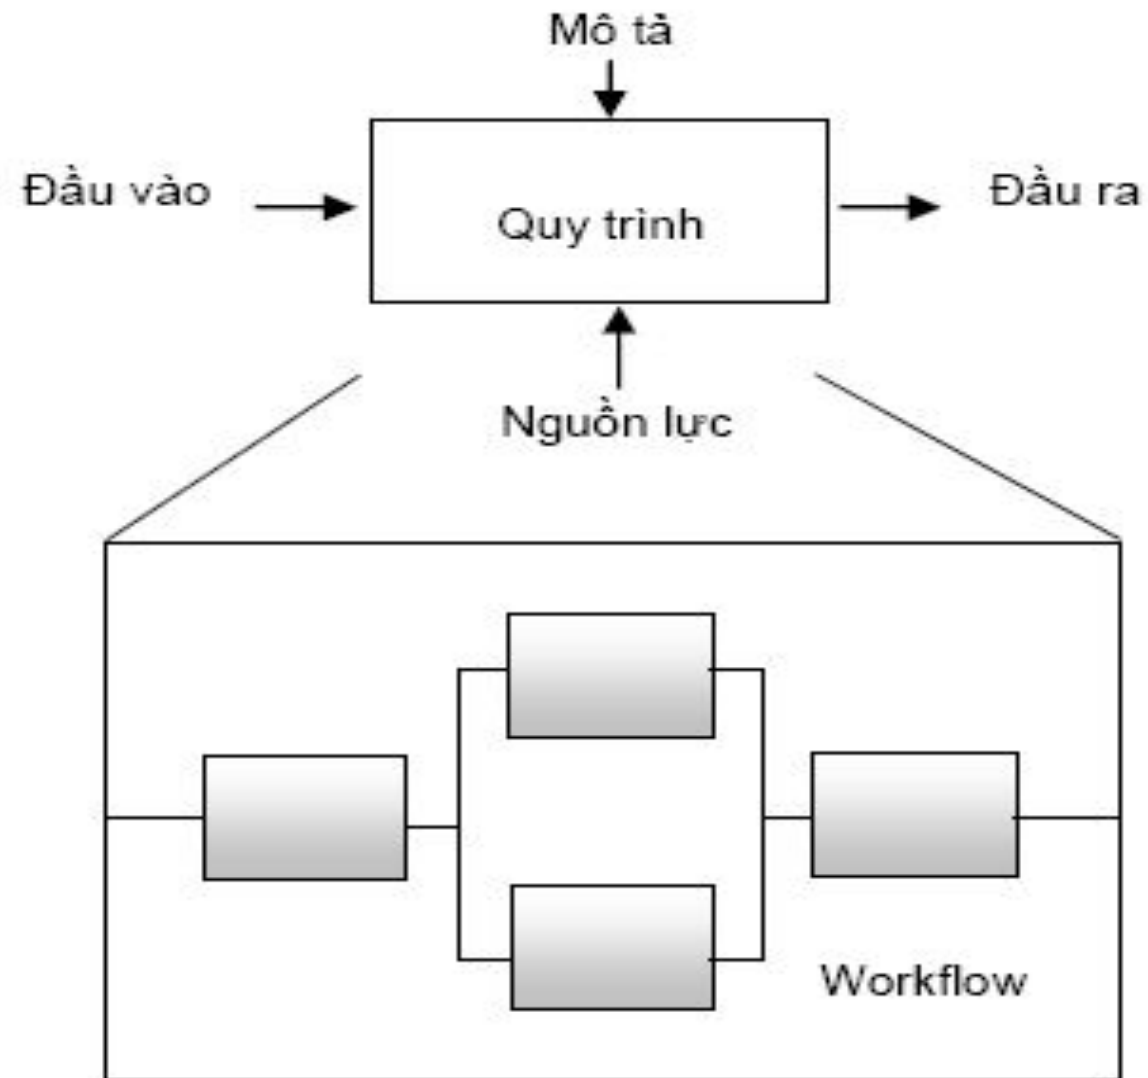 Mô tả
Đầu vào
Quy trình
Đầu ra
Nguồn lực
Workflow